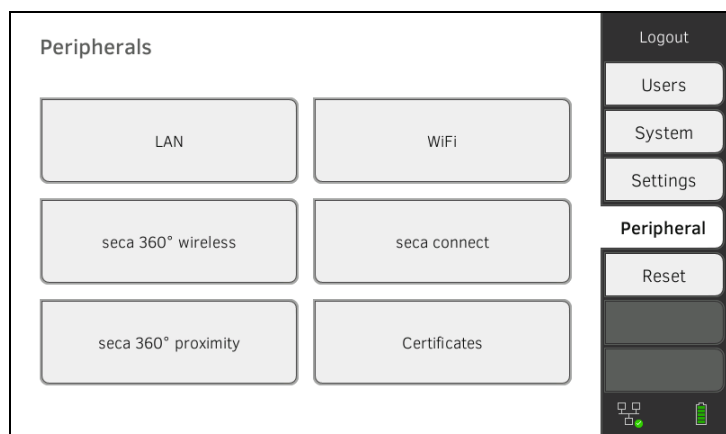 Peripherals
LAN
WiFi
seca 360° wireless
seca connect
seca 360° proximity
Certificates
Logout
Users
System
Settings
Peripheral
Reset